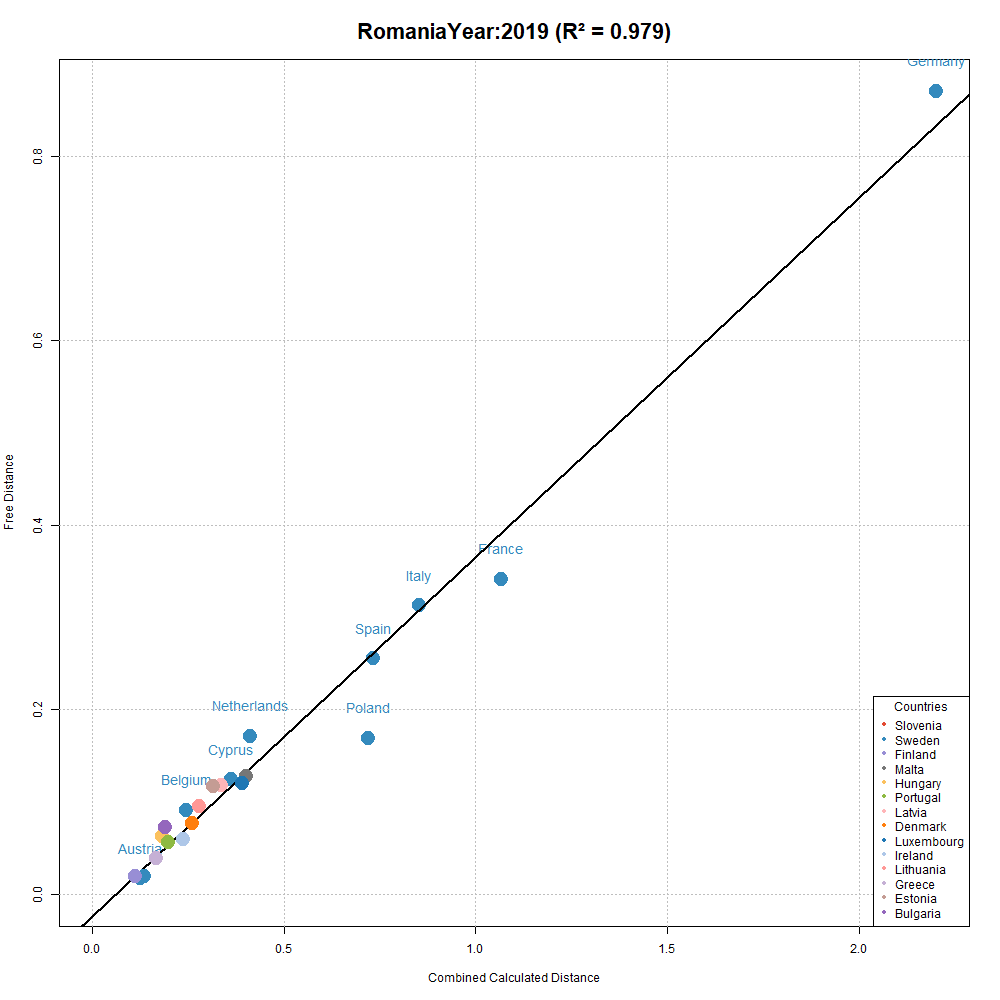 RomaniaYear:2019 (R² = 0.979)
Germany
France
Italy
Spain
Netherlands
Poland
Cyprus
Belgium
Austria
Free Distance
0.8
0.6
0.4
0.2
0.0
0.0
0.5
1.0
1.5
2.0
Combined Calculated Distance
Countries
Slovenia
Sweden
Finland
Malta
Hungary
Portugal
Latvia
Denmark
Luxembourg
Ireland
Lithuania
Greece
Estonia
Bulgaria